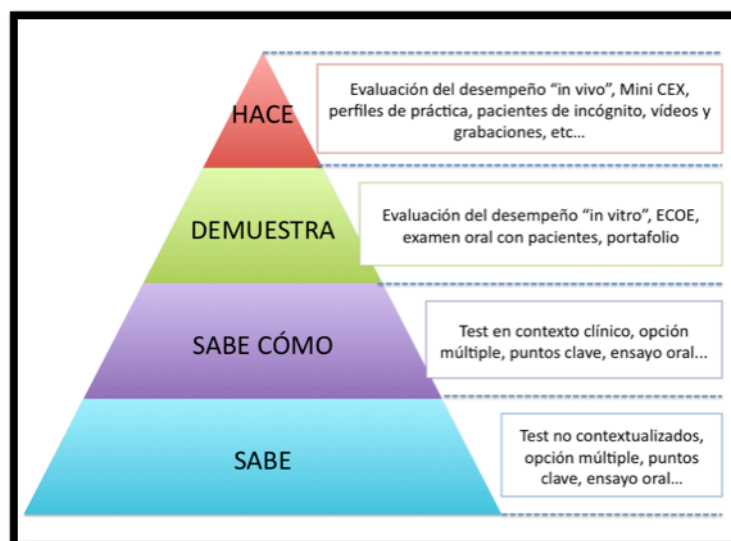 HACE
Evaluación del desempeño “in vivo”, Mini CEX,
perfiles de práctica, pacientes de incógnito, vídeos y
grabaciones, etc…
DEMUESTRA
Evaluación del desempeño “in vitro”, ECOE,
examen oral con pacientes, portafolio
SABE CÓMO
Test en contexto clínico, opción
múltiple, puntos clave, ensayo oral...
SABE
Test no contextualizados,
opción múltiple, puntos
clave, ensayo oral…